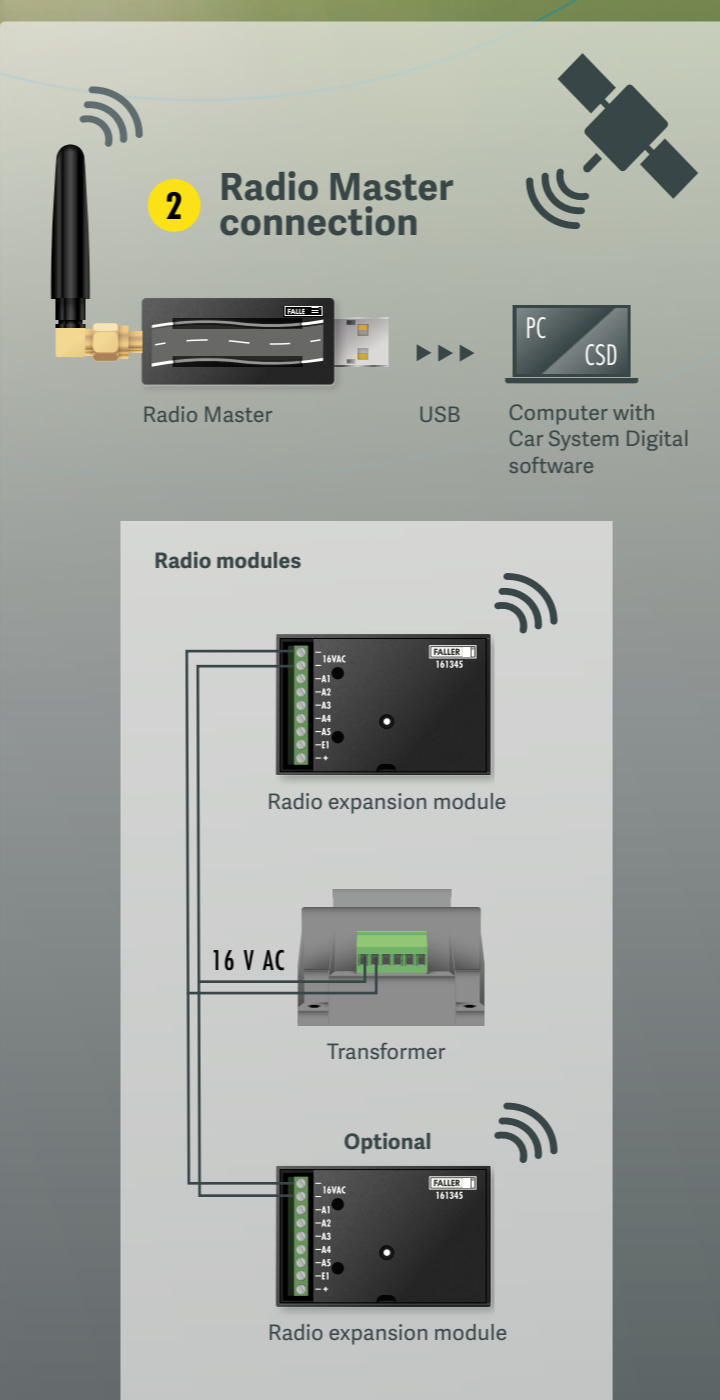 2
Radio Master
connection
FALLE
PC
CSD
Radio Master
USB
Computer with
Car System Digital
software
Radio modules
FALLER
161345
16VAC
A1
A2
A3
A4
A5
E1
+
Radio expansion module
16 V AC
Transformer
Optional
FALLER
161345
16VAC
A1
A2
A3
A4
A5
E1
+
Radio expansion module